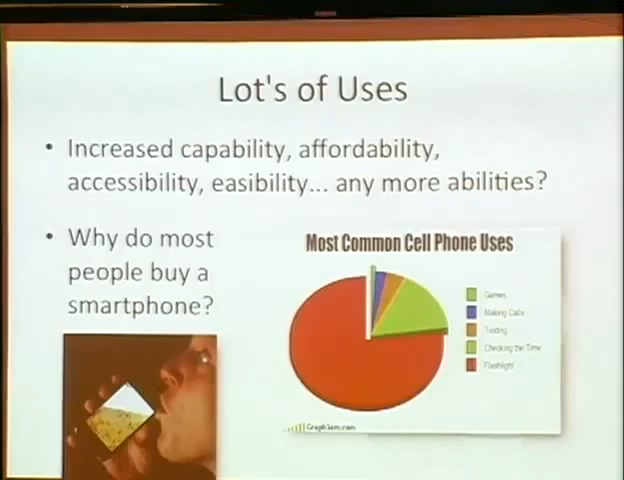 Lot's of Uses
• Increased capability, affordability,
accessibility, easibility... any more abilities?
• Why do most
people buy a
smartphone?
Most Common Cell Phone Uses
Games
Making Calls
Texting
Checking the Time
Flashlight
GraphJam.com